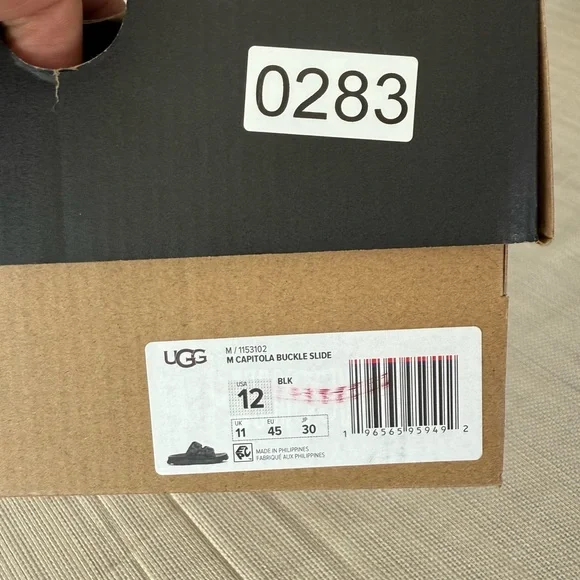 0283
UGG
M / 1153102
M CAPITOLA BUCKLE SLIDE
USA
12
BLK
UK EU JP
11 45 30
MADE IN PHILIPPINES
FABRIQUÉ AUX PHILIPPINES
1 96565 95949 2